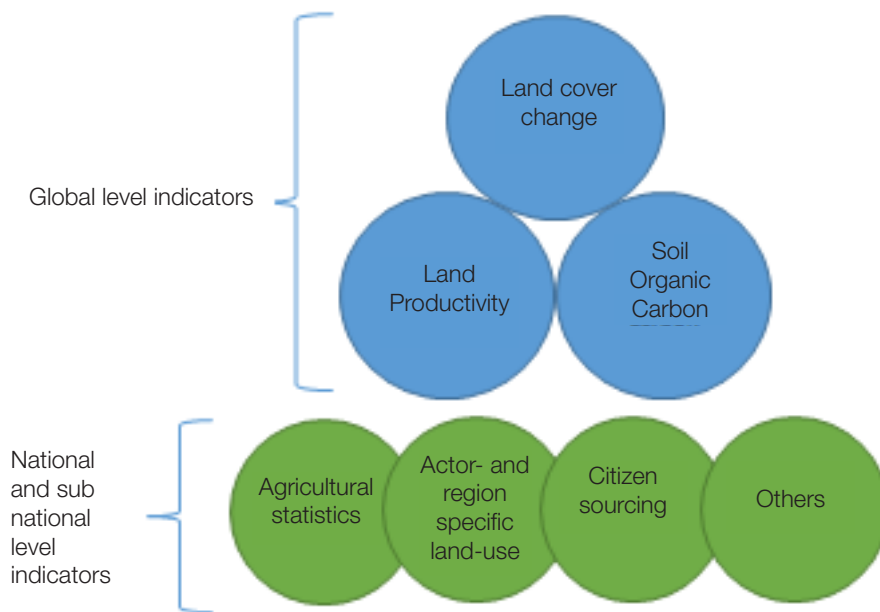 Land cover
change
Global level indicators
Land
Productivity
Soil
Organic
Carbon
National
and sub
national
level
indicators
Agricultural
statistics
Actor- and
region
specific
land-use
Citizen
sourcing
Others